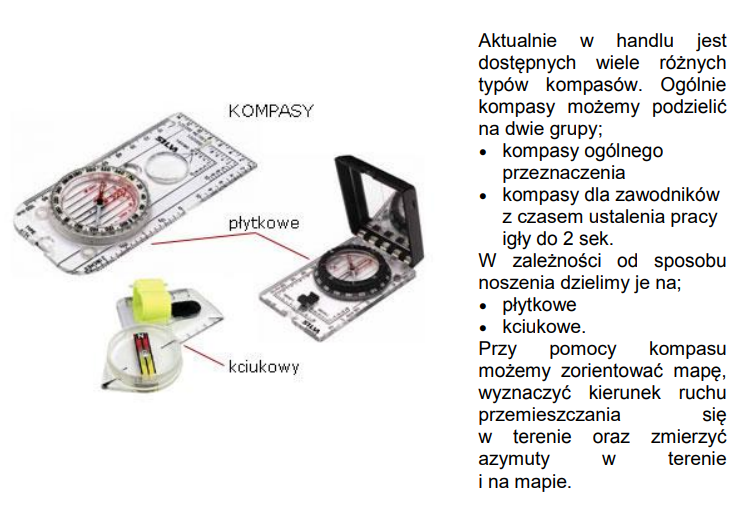 KOMPASY
płytkowe
kciukowy
SILVA
SILVA
Aktualnie w handlu jest
dostępnych wiele różnych
typów kompasów. Ogólnie
kompasy możemy podzielić
na dwie grupy;
• kompasy ogólnego
przeznaczenia
• kompasy dla zawodników
z czasem ustalenia pracy
igły do 2 sek.
W zależności od sposobu
noszenia dzielimy je na;
• płytkowe
• kciukowe.
Przy pomocy kompasu
możemy zorientować mapę,
wyznaczyć kierunek ruchu
przemieszczania się
w terenie oraz zmierzyć
azymuty w terenie
i na mapie.